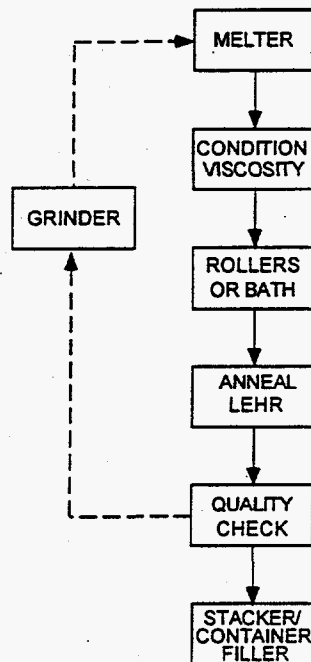 MELTER
CONDITION
VISCOSITY
GRINDER
ROLLERS
OR BATH
ANNEAL
LEHR
QUALITY
CHECK
STACKER/
CONTAINER
FILLER